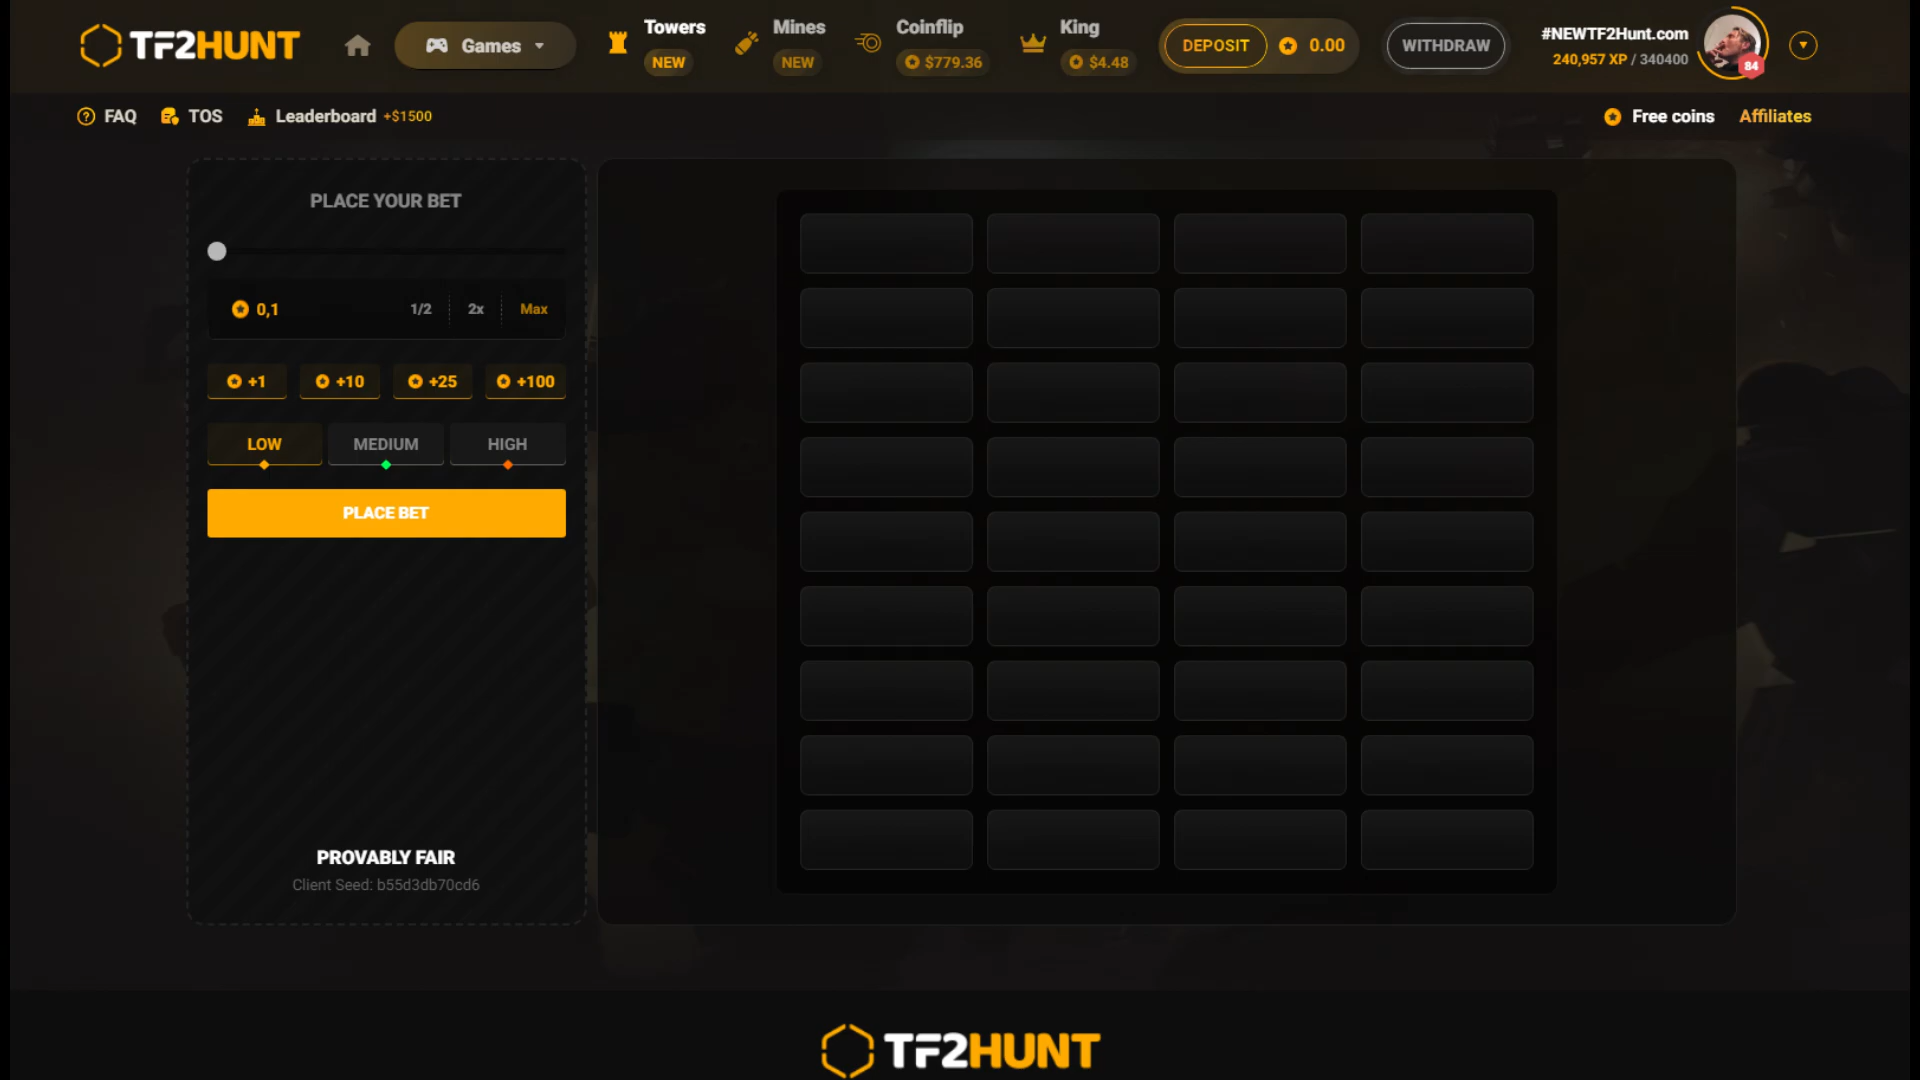 TF2HUNT
Games
Towers
NEW
Mines
NEW
Coinflip
$779.36
King
$4.48
DEPOSIT
0.00
WITHDRAW
#NEWTF2Hunt.com
240,957 XP / 340400
84
FAQ
TOS
Leaderboard +$1500
Free coins
Affiliates
PLACE YOUR BET
0,1
1/2
2x
Max
+1
+10
+25
+100
LOW
MEDIUM
HIGH
PLACE BET
PROVABLY FAIR
Client Seed: b55d3db70cd6
TF2HUNT